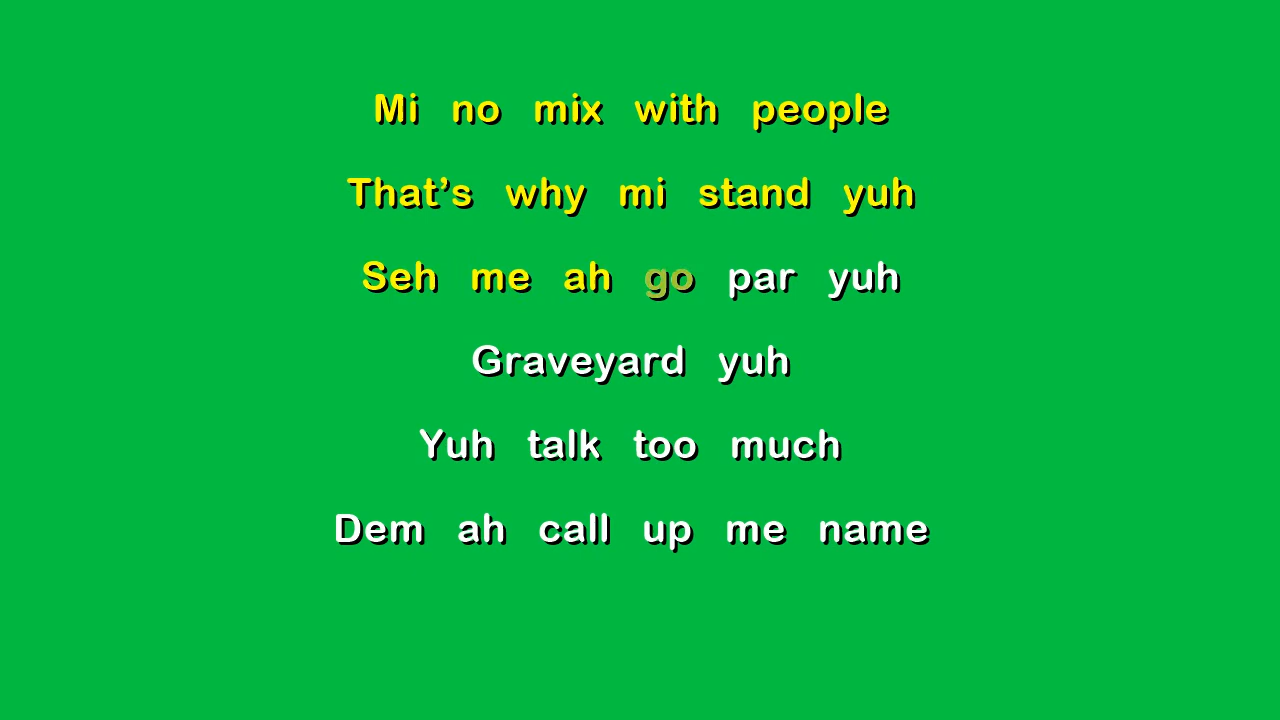 Mi no mix with people
That’s why mi stand yuh
Seh me ah go par yuh
Graveyard yuh
Yuh talk too much
Dem ah call up me name